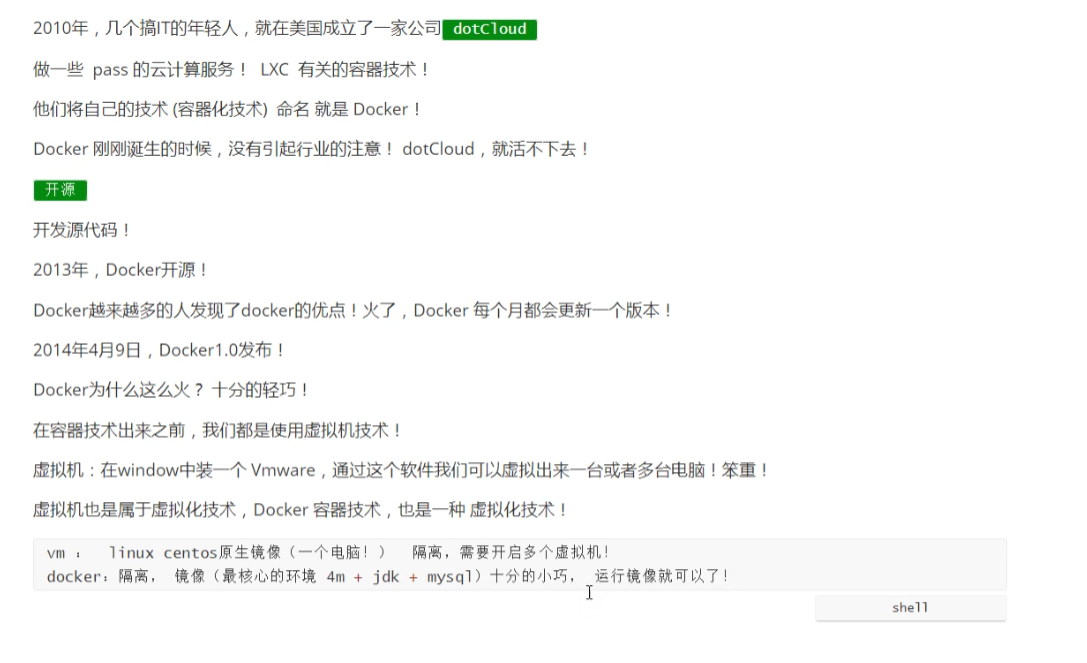 2010年，几个搞IT的年轻人，就在美国成立了一家公司 dotCloud
做一些 pass 的云计算服务！ LXC 有关的容器技术！
他们将自己的技术 (容器化技术) 命名 就是 Docker！
Docker 刚刚诞生的时候，没有引起行业的注意！ dotCloud，就活不下去！
开源
开发源代码！
2013年，Docker开源！
Docker越来越多的人发现了docker的优点！火了，Docker 每个月都会更新一个版本！
2014年4月9日，Docker1.0发布！
Docker为什么这么火？ 十分的轻巧！
在容器技术出来之前，我们都是使用虚拟机技术！
虚拟机：在window中装一个 Vmware，通过这个软件我们可以虚拟出来一台或者多台电脑！笨重！
虚拟机也是属于虚拟化技术，Docker 容器技术，也是一种 虚拟化技术！
vm ： linux centos原生镜像（一个电脑！） 隔离，需要开启多个虚拟机！
docker：隔离， 镜像（最核心的环境 4m + jdk + mysql）十分的小巧， 运行镜像就可以了！
shell